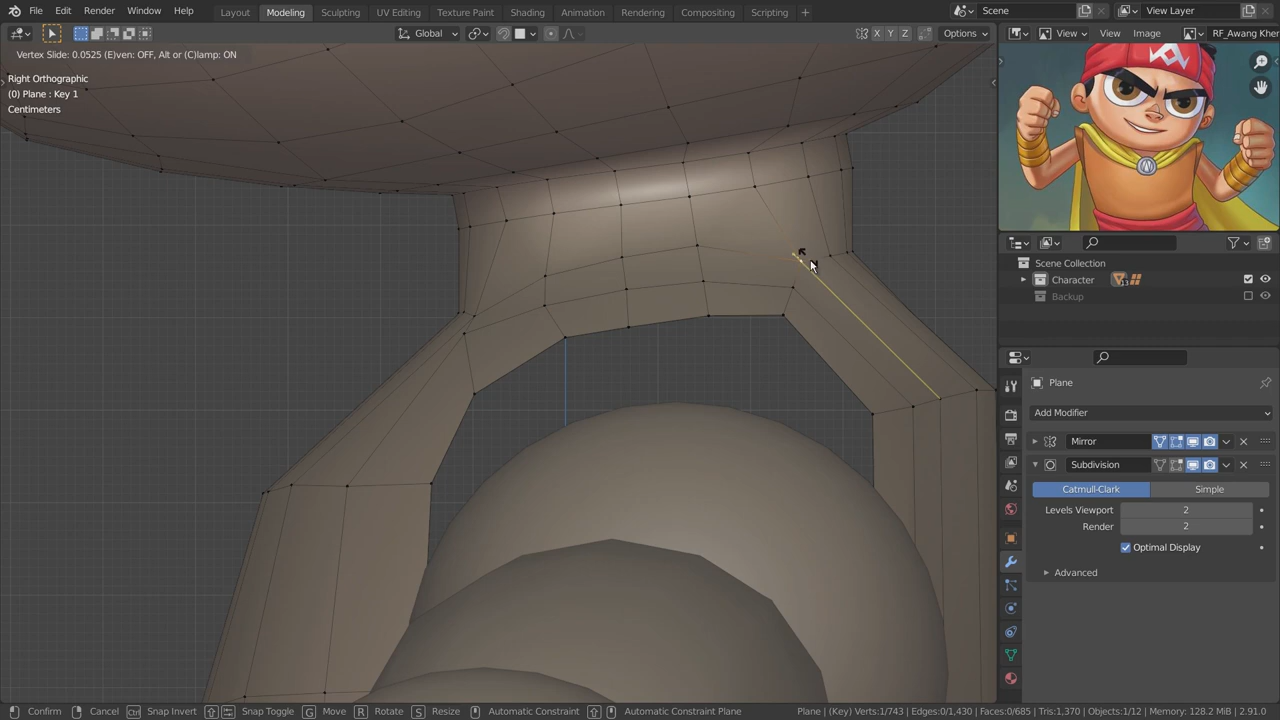 File Edit Render Window Help
Layout Modeling Sculpting UV Editing Texture Paint Shading Animation Rendering Compositing Scripting +
Scene
View Layer
Global
X Y Z
Options
View View Image
RF_Awang Kher
Vertex Slide: 0.0525 (E)ven: OFF, Alt or (C)lamp: ON
Right Orthographic
(0) Plane : Key 1
Centimeters
Scene Collection
Character 13
Backup
Plane
Add Modifier
Mirror
Subdivision
Catmull-Clark Simple
Levels Viewport 2
Render 2
Optimal Display
Advanced
Confirm Cancel Ctrl Snap Invert Snap Toggle G Move R Rotate S Resize Automatic Constraint Automatic Constraint Plane
Plane | (Key) Verts:1/743 | Edges:0/1,430 | Faces:0/685 | Tris:1,370 | Objects:1/12 | Memory: 128.2 MiB | 2.91.0